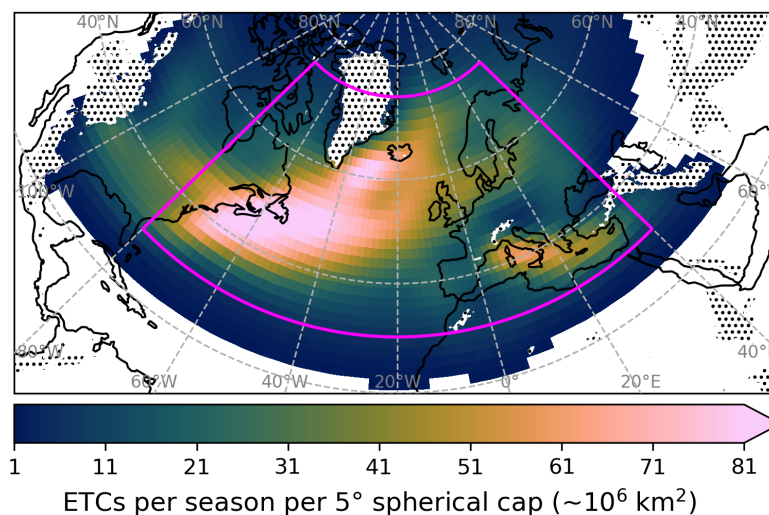 40°N 60°N 80°N 80°N 60°N 40°N
100°W 60°
80°W 40°
60°W 40°W 20°W 0° 20°E
1 11 21 31 41 51 61 71 81
ETCs per season per 5° spherical cap (~10⁶ km²)